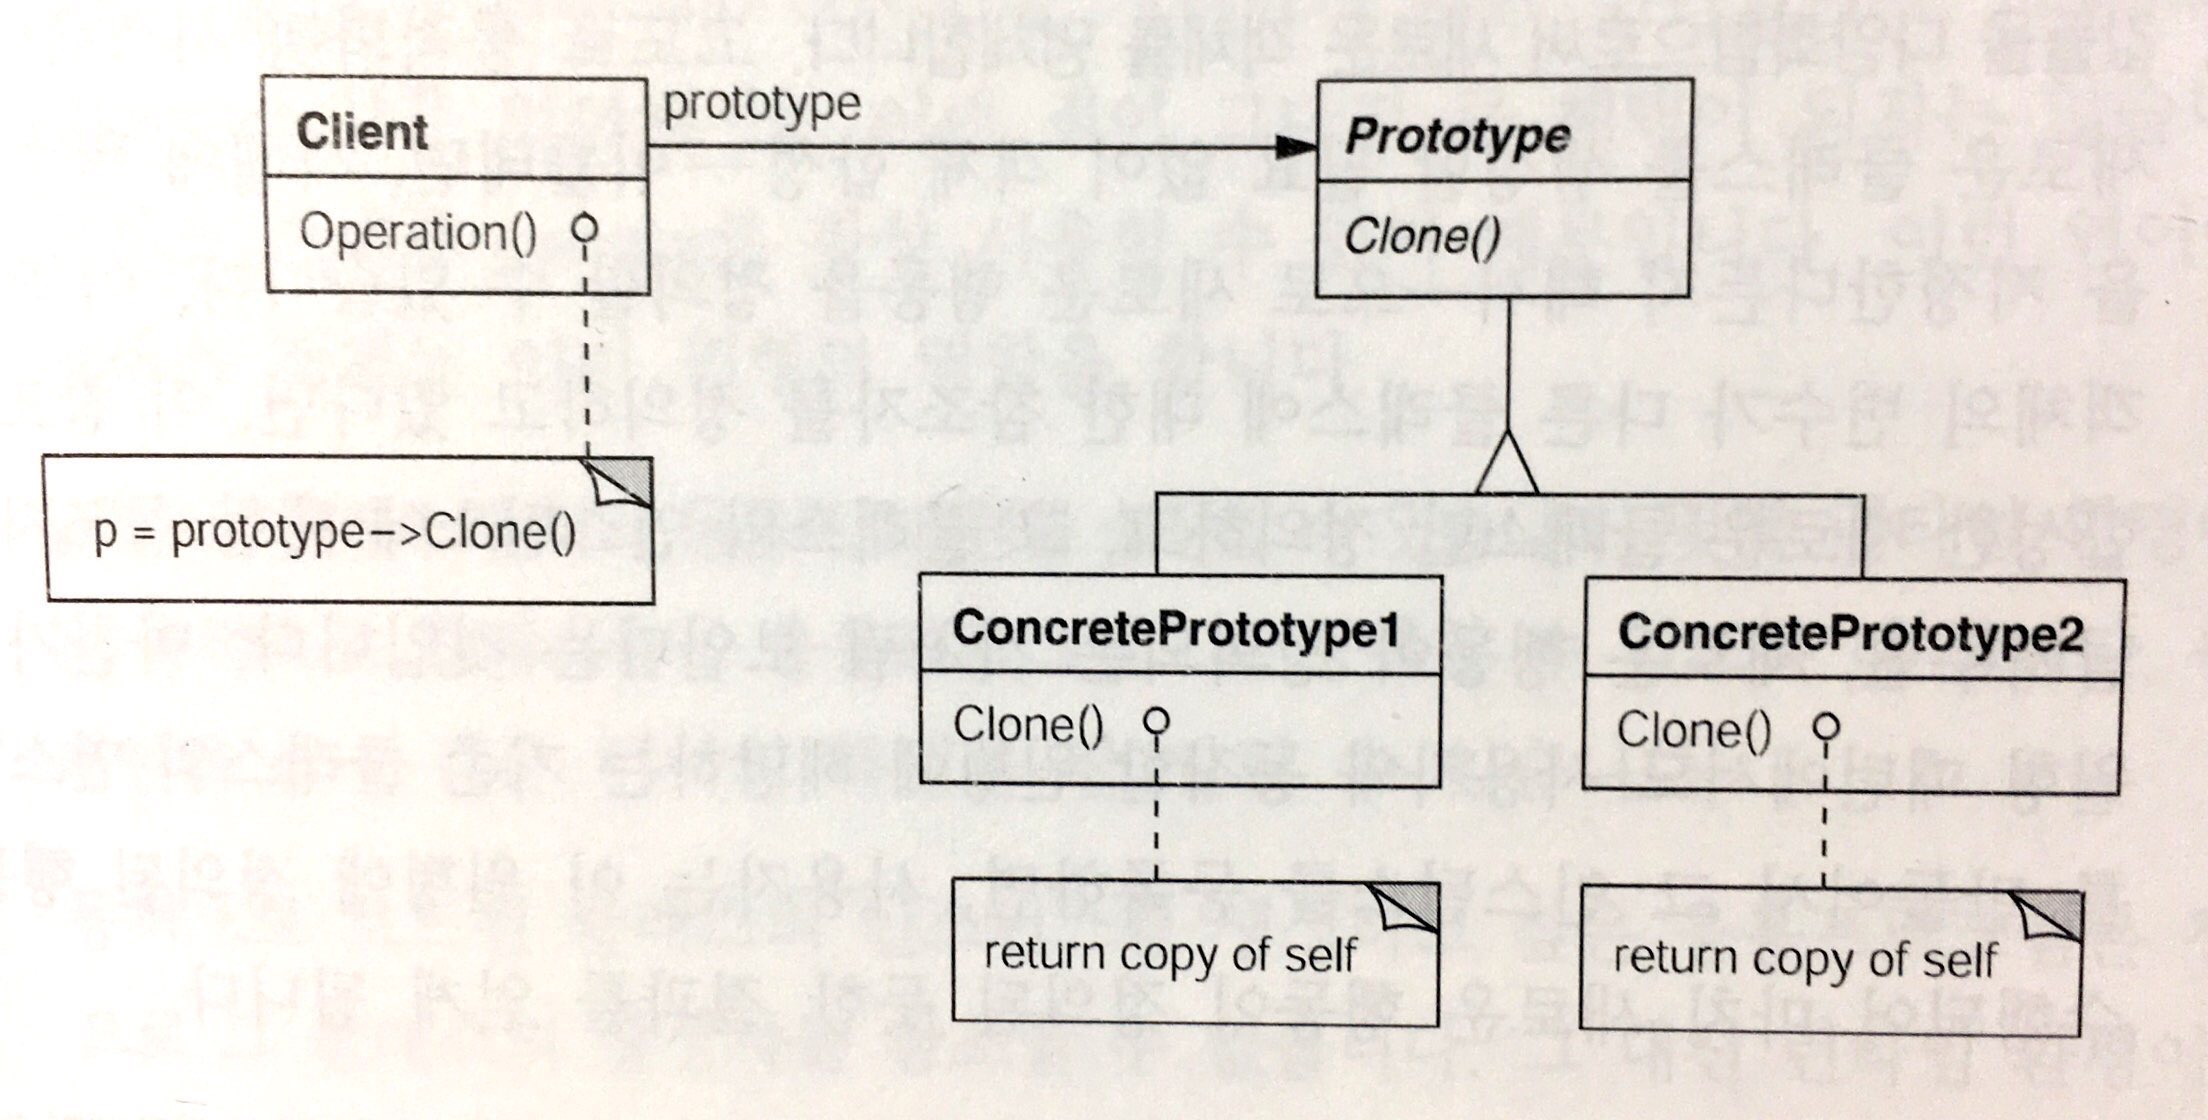 Client
prototype
Prototype
Operation()
Clone()
p = prototype–>Clone()
ConcretePrototype1
ConcretePrototype2
Clone()
Clone()
return copy of self
return copy of self